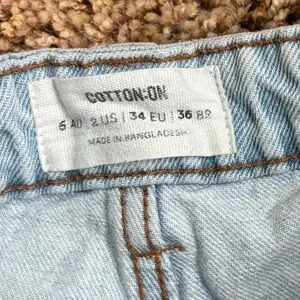 COTTON:ON
6 AU | 2 US | 34 EU | 36 BR
MADE IN BANGLADESH